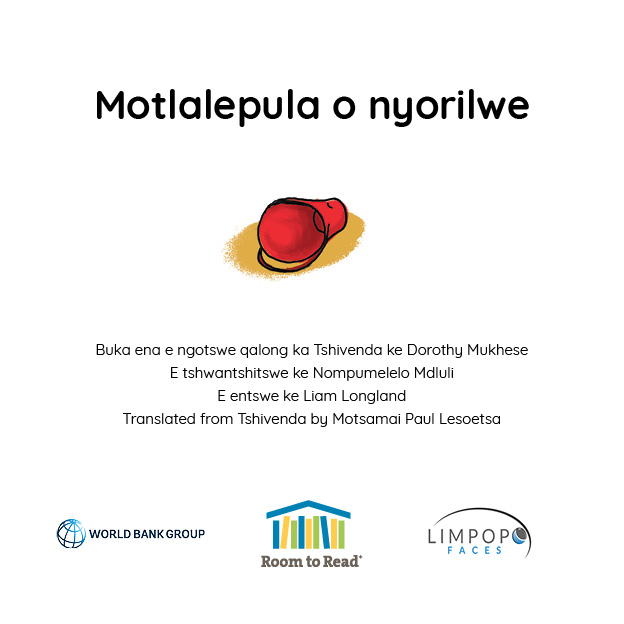 Motlalepula o nyorilwe
Buka ena e ngotswe qalong ka Tshivenda ke Dorothy Mukhese
E tshwantshitswe ke Nompumelelo Mdluli
E entswe ke Liam Longland
Translated from Tshivenda by Motsamai Paul Lesoetsa
WORLD BANK GROUP
Room to Read
LIMPOPO
FACES